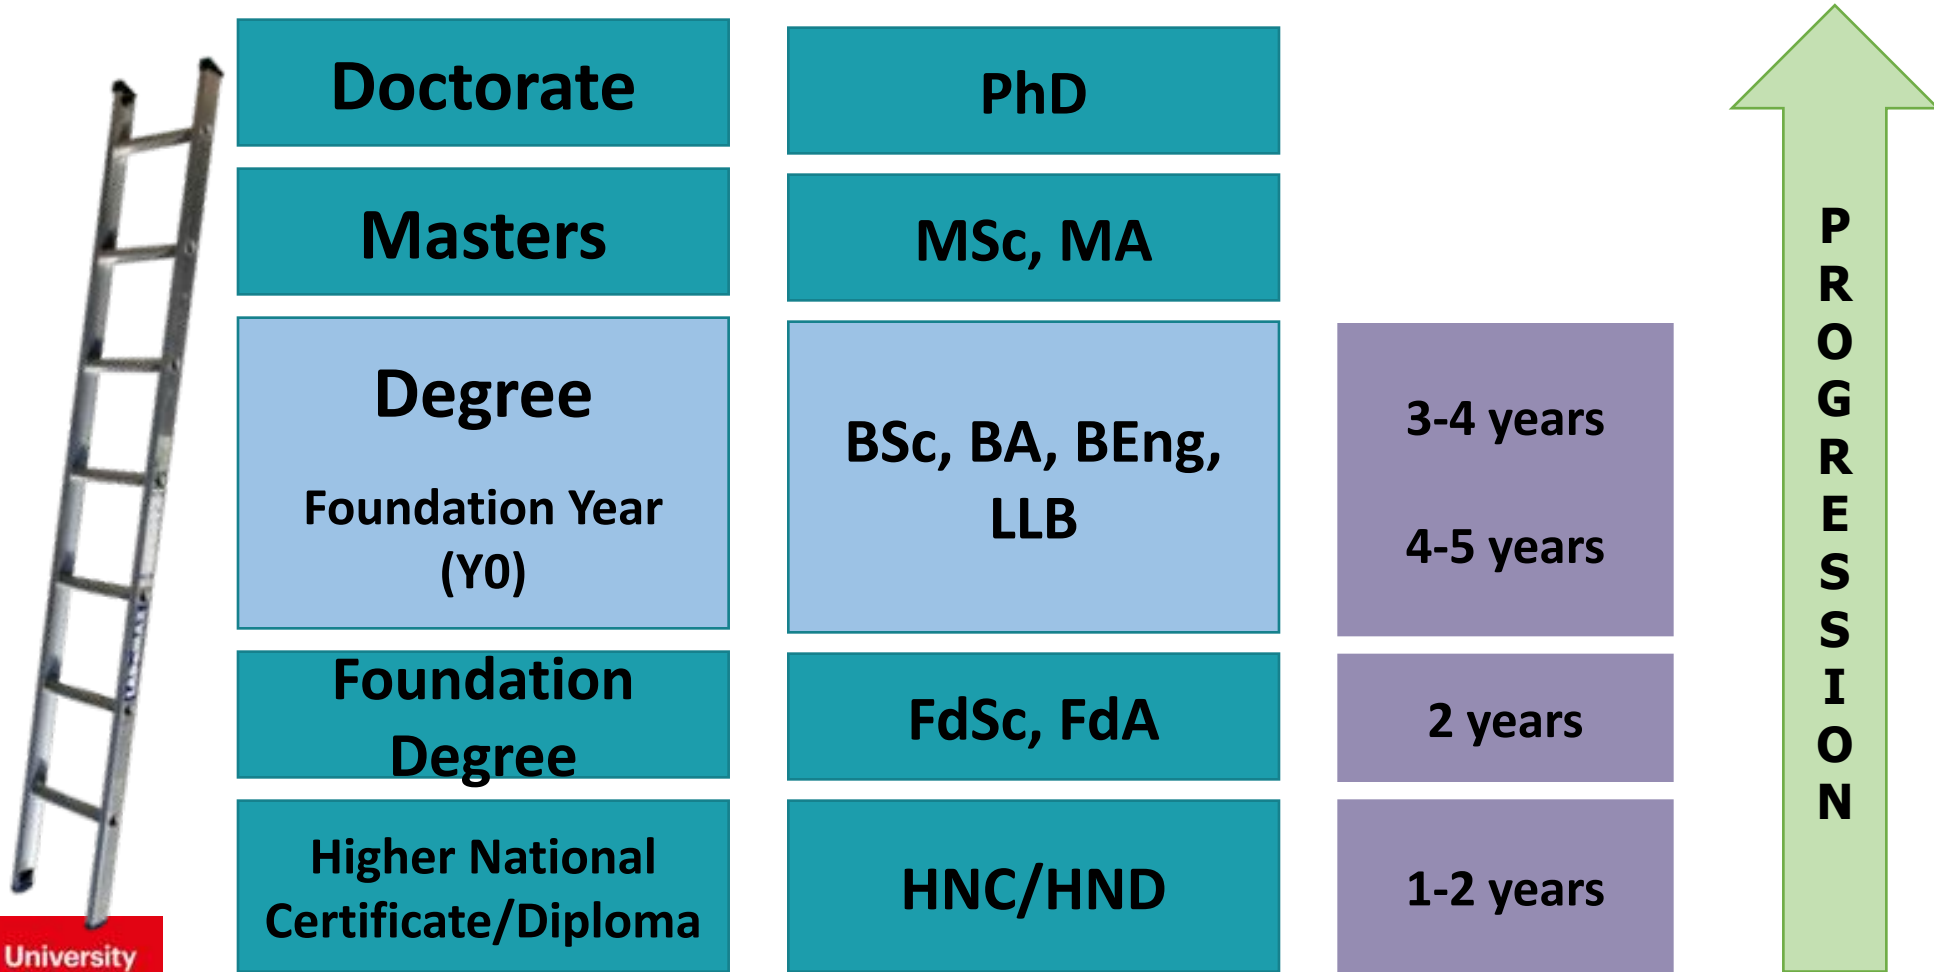 Doctorate
PhD
Masters
MSc, MA
Degree
Foundation Year
(Y0)
BSc, BA, BEng,
LLB
3-4 years
4-5 years
Foundation
Degree
FdSc, FdA
2 years
Higher National
Certificate/Diploma
HNC/HND
1-2 years
PROGRESSION
University